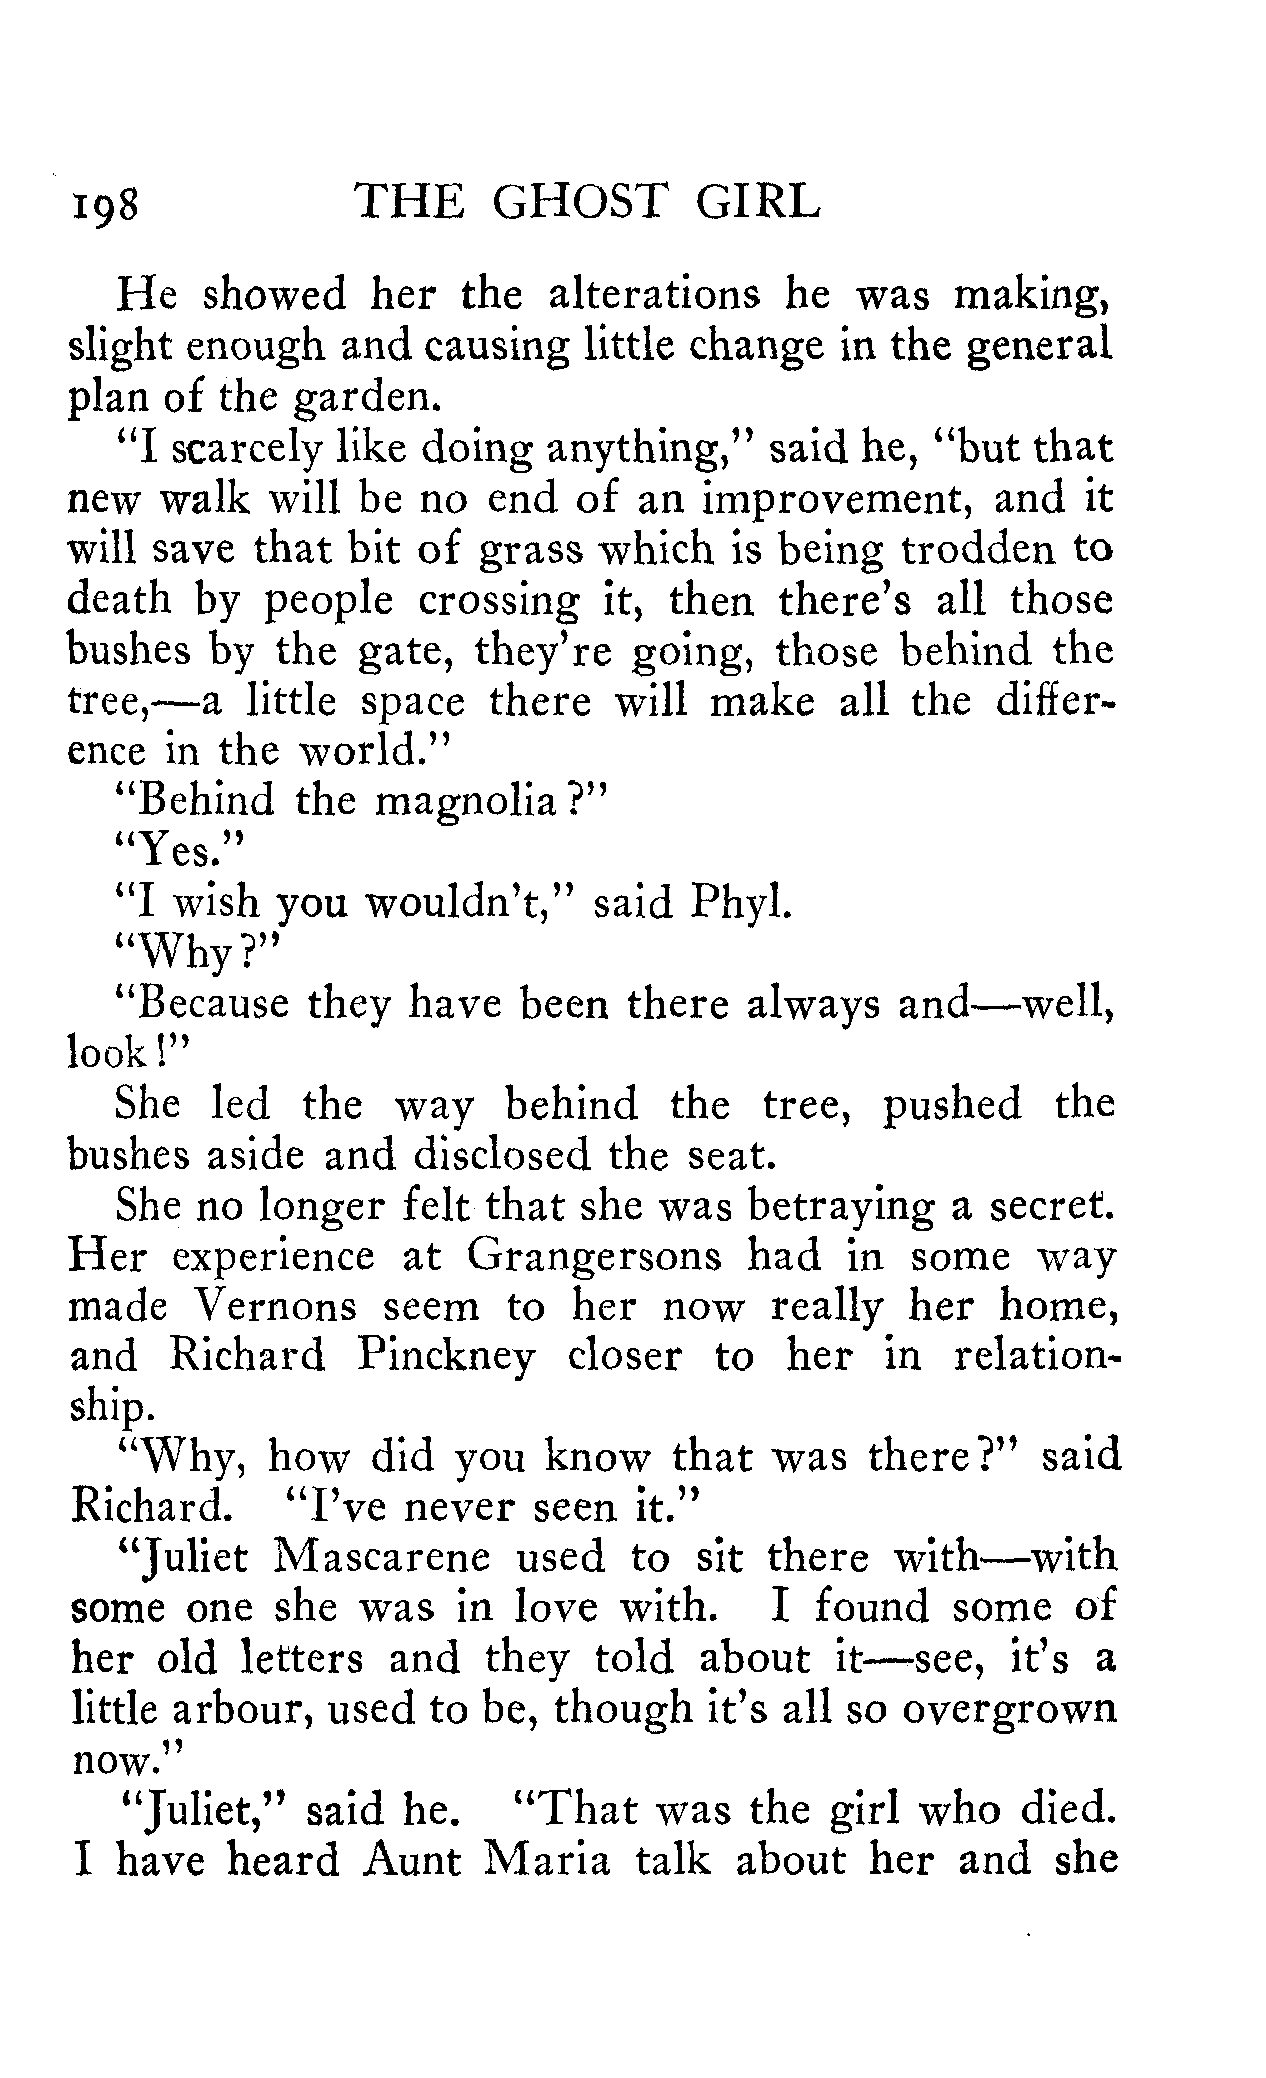 198 THE GHOST GIRL
He showed her the alterations he was making,
slight enough and causing little change in the general
plan of the garden.
"I scarcely like doing anything," said he, "but that
new walk will be no end of an improvement, and it
will save that bit of grass which is being trodden to
death by people crossing it, then there's all those
bushes by the gate, they're going, those behind the
tree,—a little space there will make all the differ-
ence in the world."
"Behind the magnolia?"
"Yes."
"I wish you wouldn't," said Phyl.
"Why?"
"Because they have been there always and—well,
look!"
She led the way behind the tree, pushed the
bushes aside and disclosed the seat.
She no longer felt that she was betraying a secret.
Her experience at Grangersons had in some way
made Vernons seem to her now really her home,
and Richard Pinckney closer to her in relation-
ship.
"Why, how did you know that was there?" said
Richard. "I've never seen it."
"Juliet Mascarene used to sit there with—with
some one she was in love with. I found some of
her old letters and they told about it—see, it's a
little arbour, used to be, though it's all so overgrown
now."
"Juliet," said he. "That was the girl who died.
I have heard Aunt Maria talk about her and she